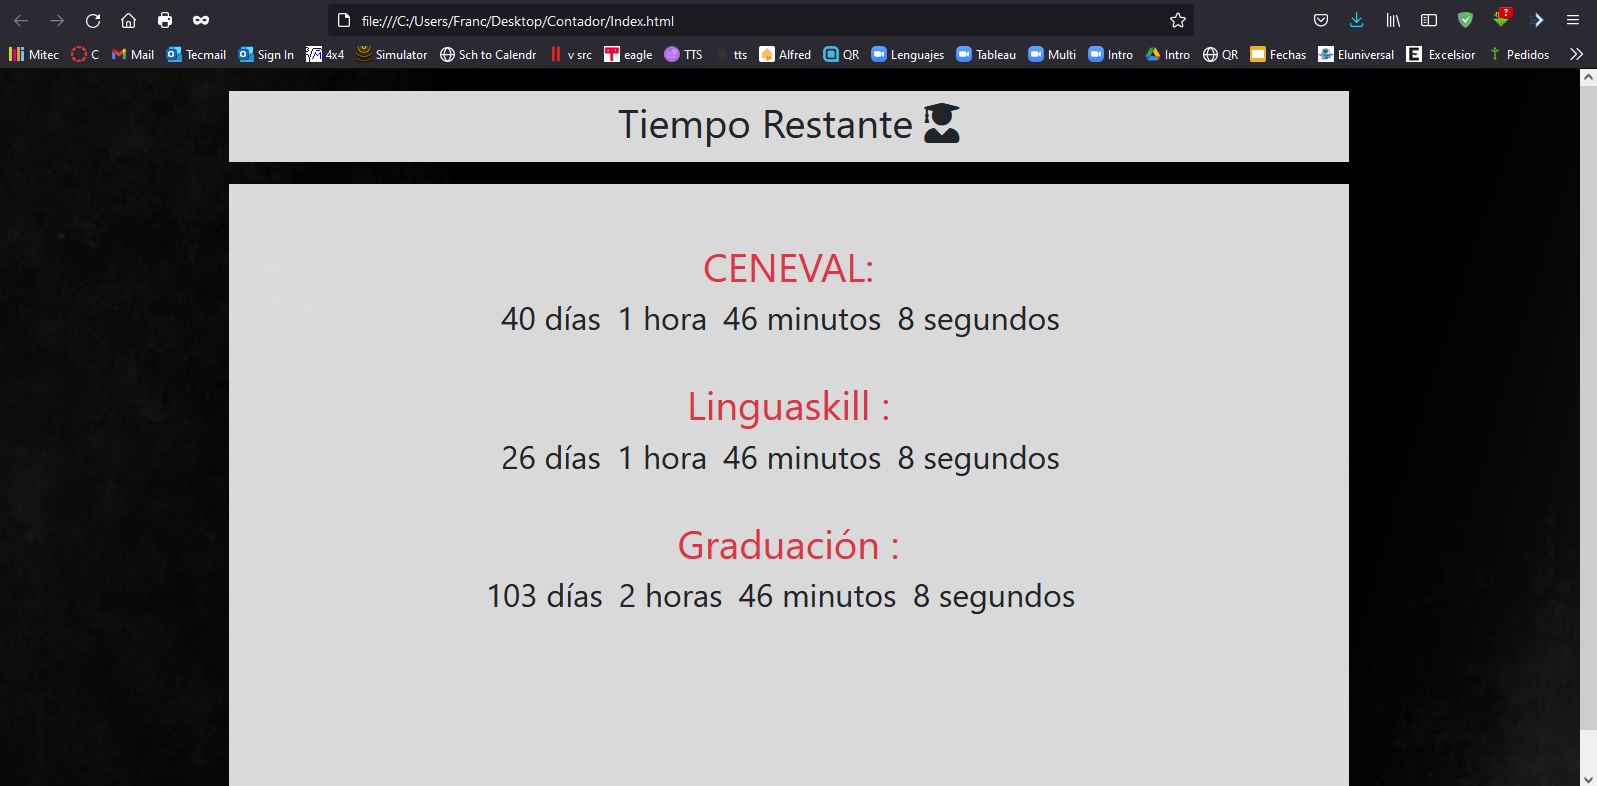 file:///C:/Users/Franc/Desktop/Contador/Index.html
Mitec C Mail Tecmail Sign In 4x4 Simulator Sch to Calendr v src eagle TTS tts Alfred QR Lenguajes Tableau Multi Intro Intro QR Fechas Eluniversal Excelsior Pedidos
Tiempo Restante
CENEVAL:
40 días 1 hora 46 minutos 8 segundos
Linguaskill :
26 días 1 hora 46 minutos 8 segundos
Graduación :
103 días 2 horas 46 minutos 8 segundos